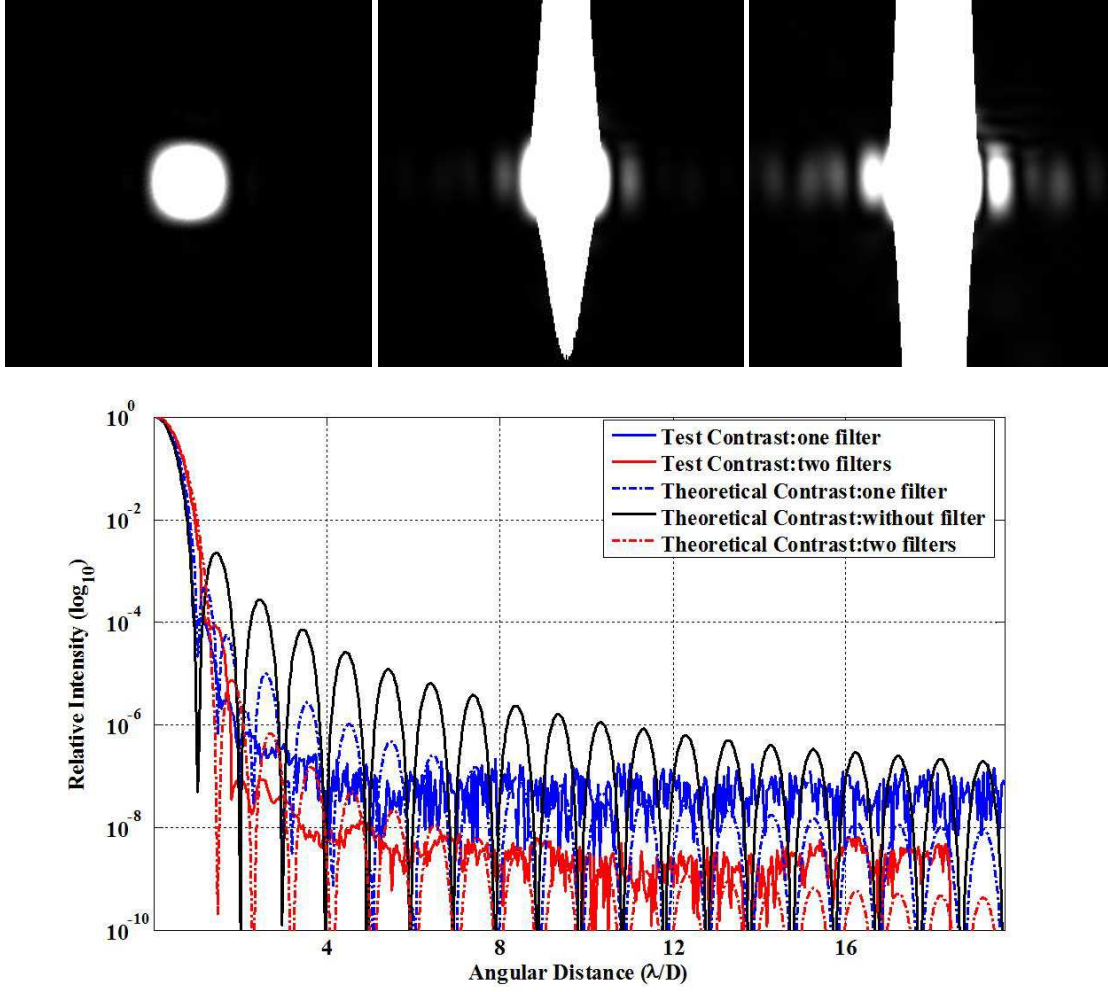 10^0
10^-2
10^-4
10^-6
10^-8
10^-10
Relative Intensity (log_10)
Test Contrast:one filter
Test Contrast:two filters
Theoretical Contrast:one filter
Theoretical Contrast:without filter
Theoretical Contrast:two filters
4 8 12 16
Angular Distance (λ/D)